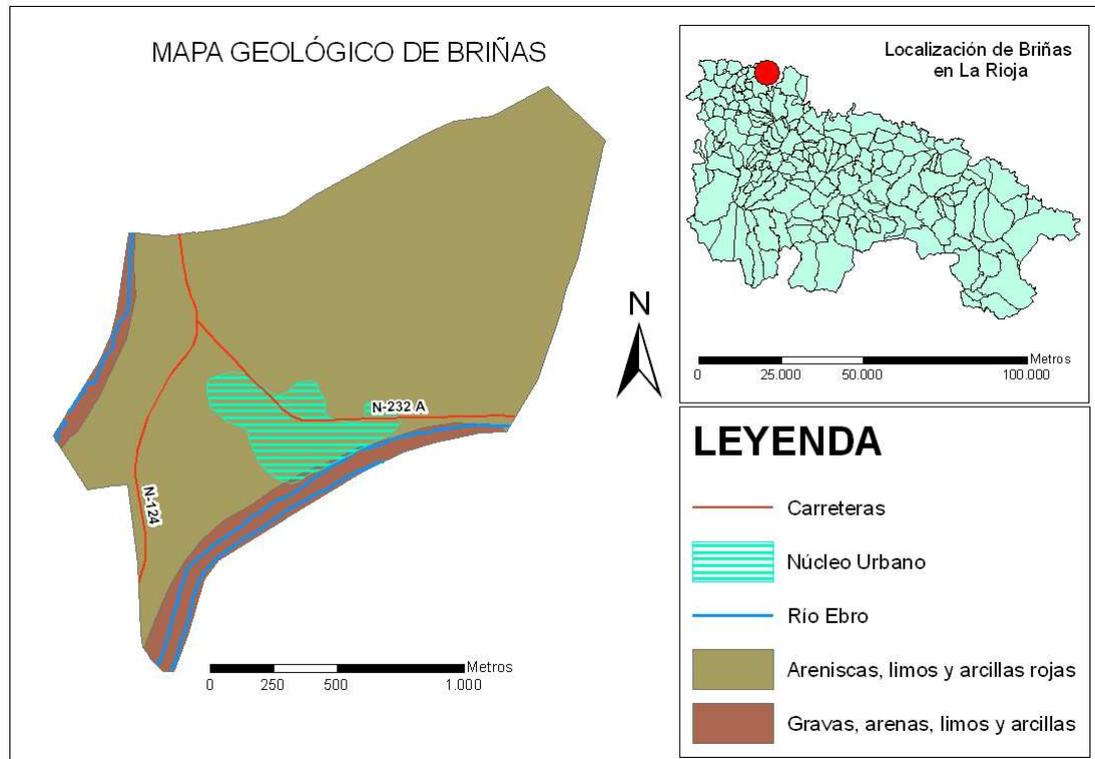 MAPA GEOLÓGICO DE BRIÑAS
N-232 A
N-124
N
Metros
0 250 500 1.000
Localización de Briñas
en La Rioja
Metros
0 25.000 50.000 100.000
LEYENDA
Carreteras
Núcleo Urbano
Río Ebro
Areniscas, limos y arcillas rojas
Gravas, arenas, limos y arcillas